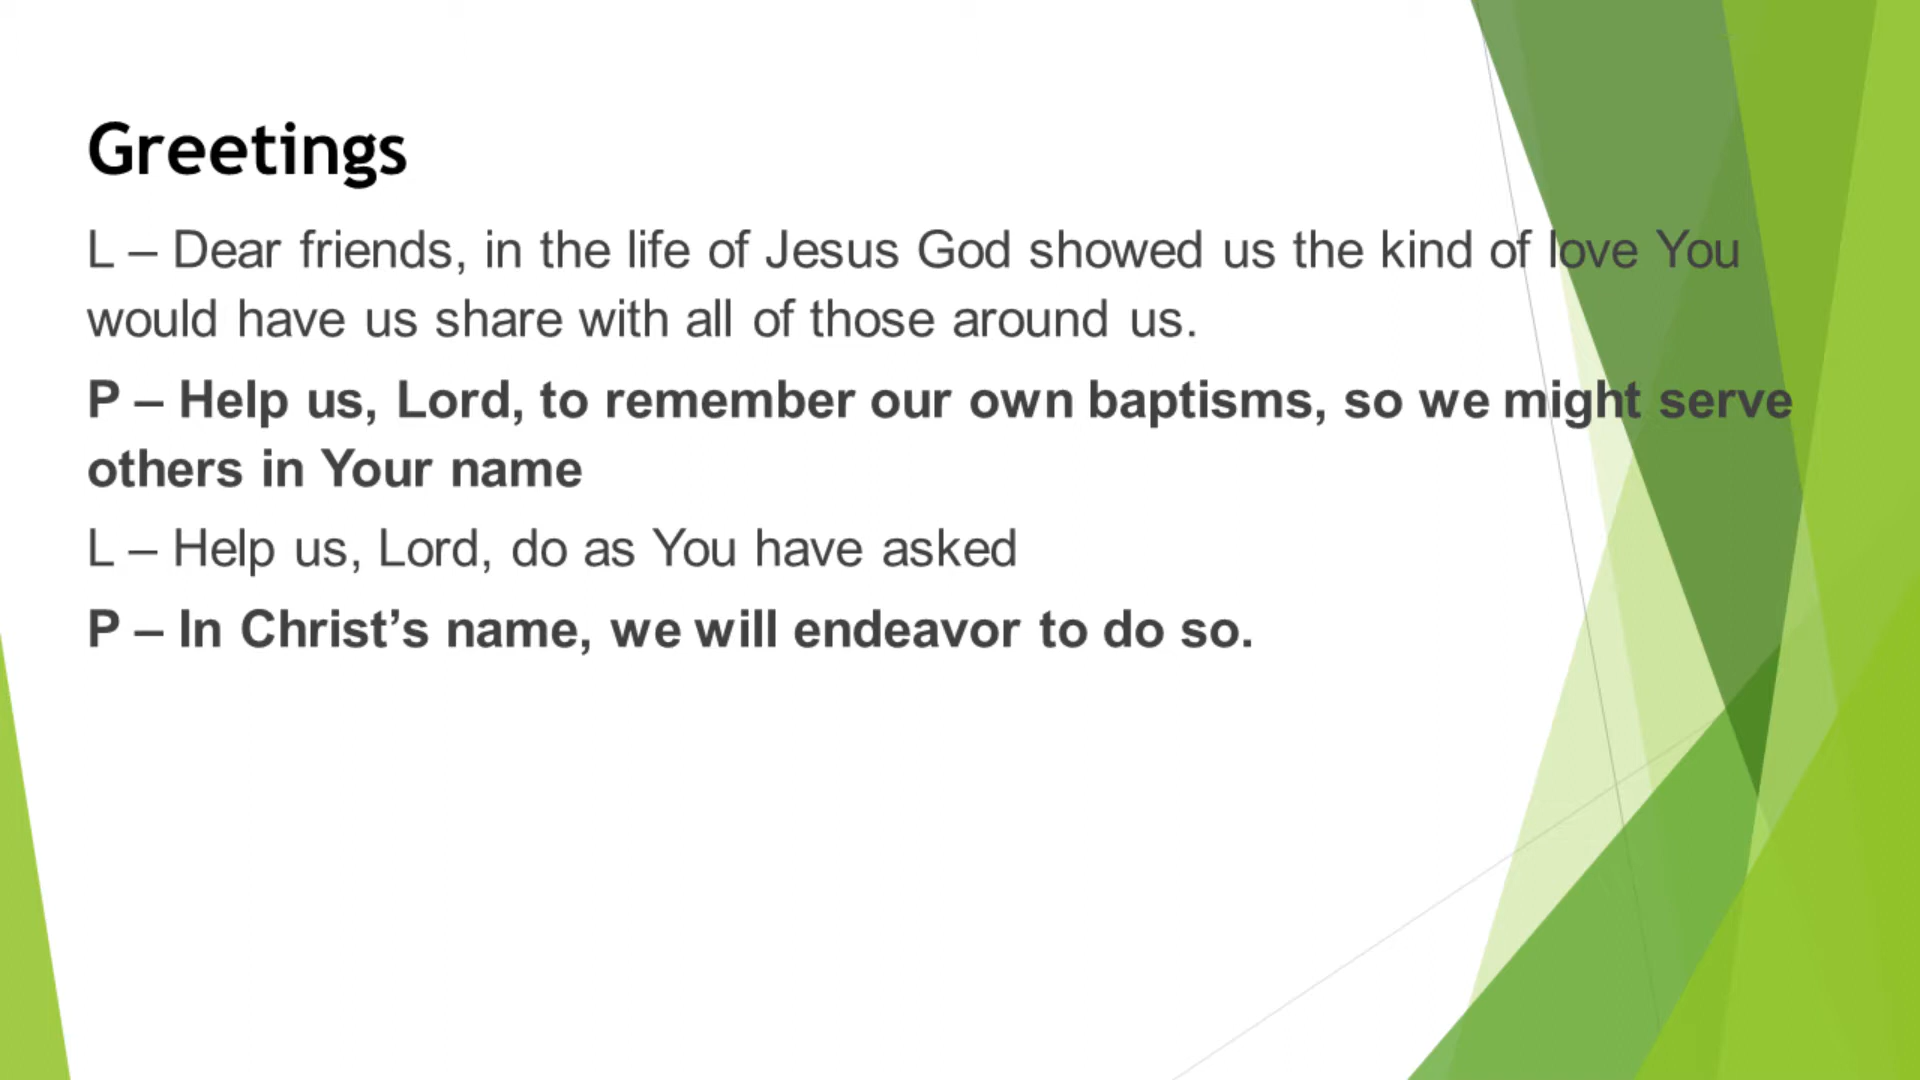 Greetings
L – Dear friends, in the life of Jesus God showed us the kind of love You
would have us share with all of those around us.
P – Help us, Lord, to remember our own baptisms, so we might serve
others in Your name
L – Help us, Lord, do as You have asked
P – In Christ’s name, we will endeavor to do so.